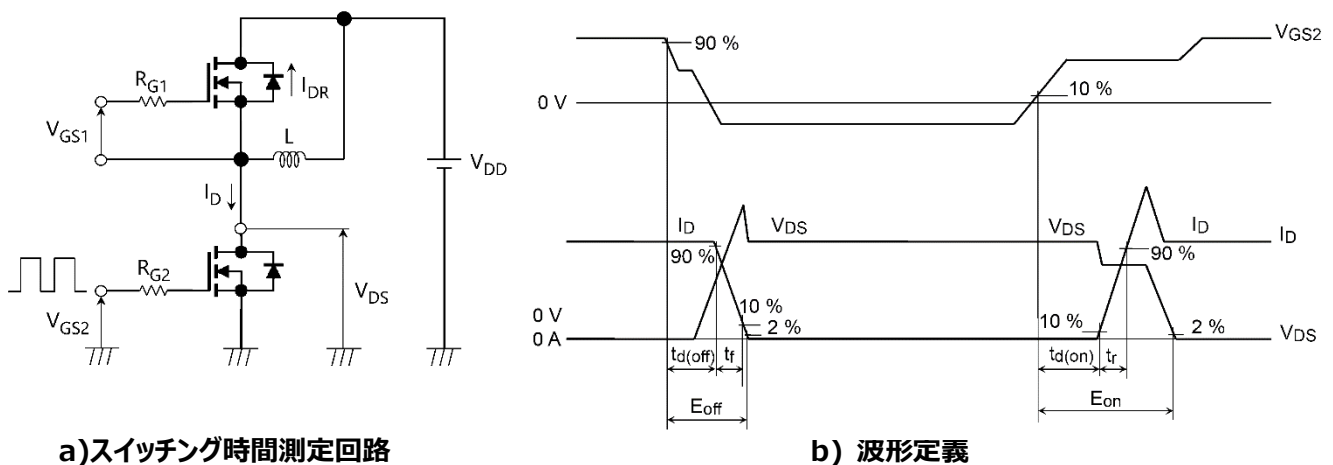 R_G1
I_DR
V_GS1
L
V_DD
I_D
R_G2
V_GS2
V_DS
a)スイッチング時間測定回路
90 %
V_GS2
0 V
10 %
I_D
V_DS
V_DS
I_D
I_D
90 %
90 %
0 V
10 %
2 %
10 %
2 %
0 A
V_DS
t_d(off)
t_f
t_d(on)
t_r
E_off
E_on
b) 波形定義